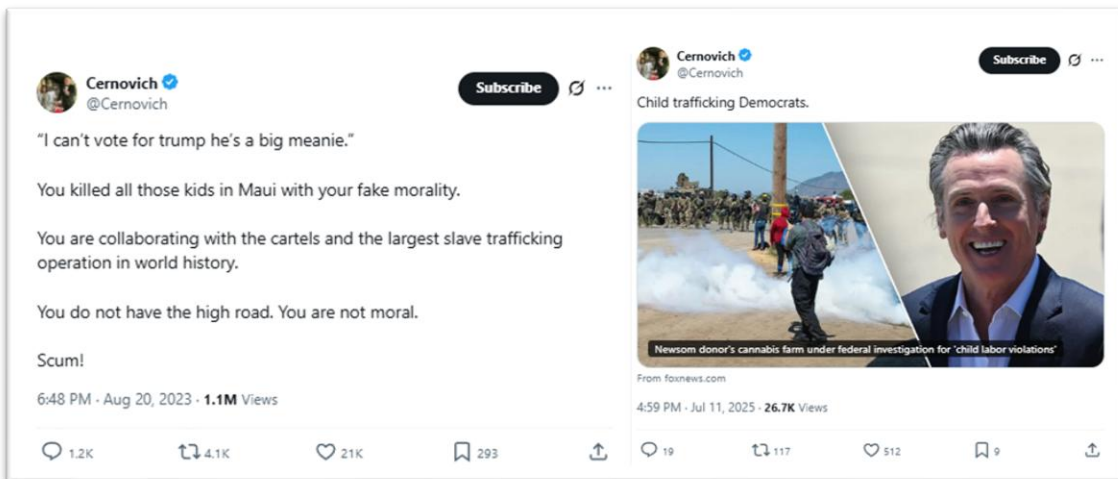 Cernovich
@Cernovich
Subscribe
“I can’t vote for trump he’s a big meanie.”
You killed all those kids in Maui with your fake morality.
You are collaborating with the cartels and the largest slave trafficking
operation in world history.
You do not have the high road. You are not moral.
Scum!
6:48 PM · Aug 20, 2023 · 1.1M Views
1.2K 4.1K 21K 293
Cernovich
@Cernovich
Subscribe
Child trafficking Democrats.
Newsom donor's cannabis farm under federal investigation for 'child labor violations'
From foxnews.com
4:59 PM · Jul 11, 2025 · 26.7K Views
19 117 512 9